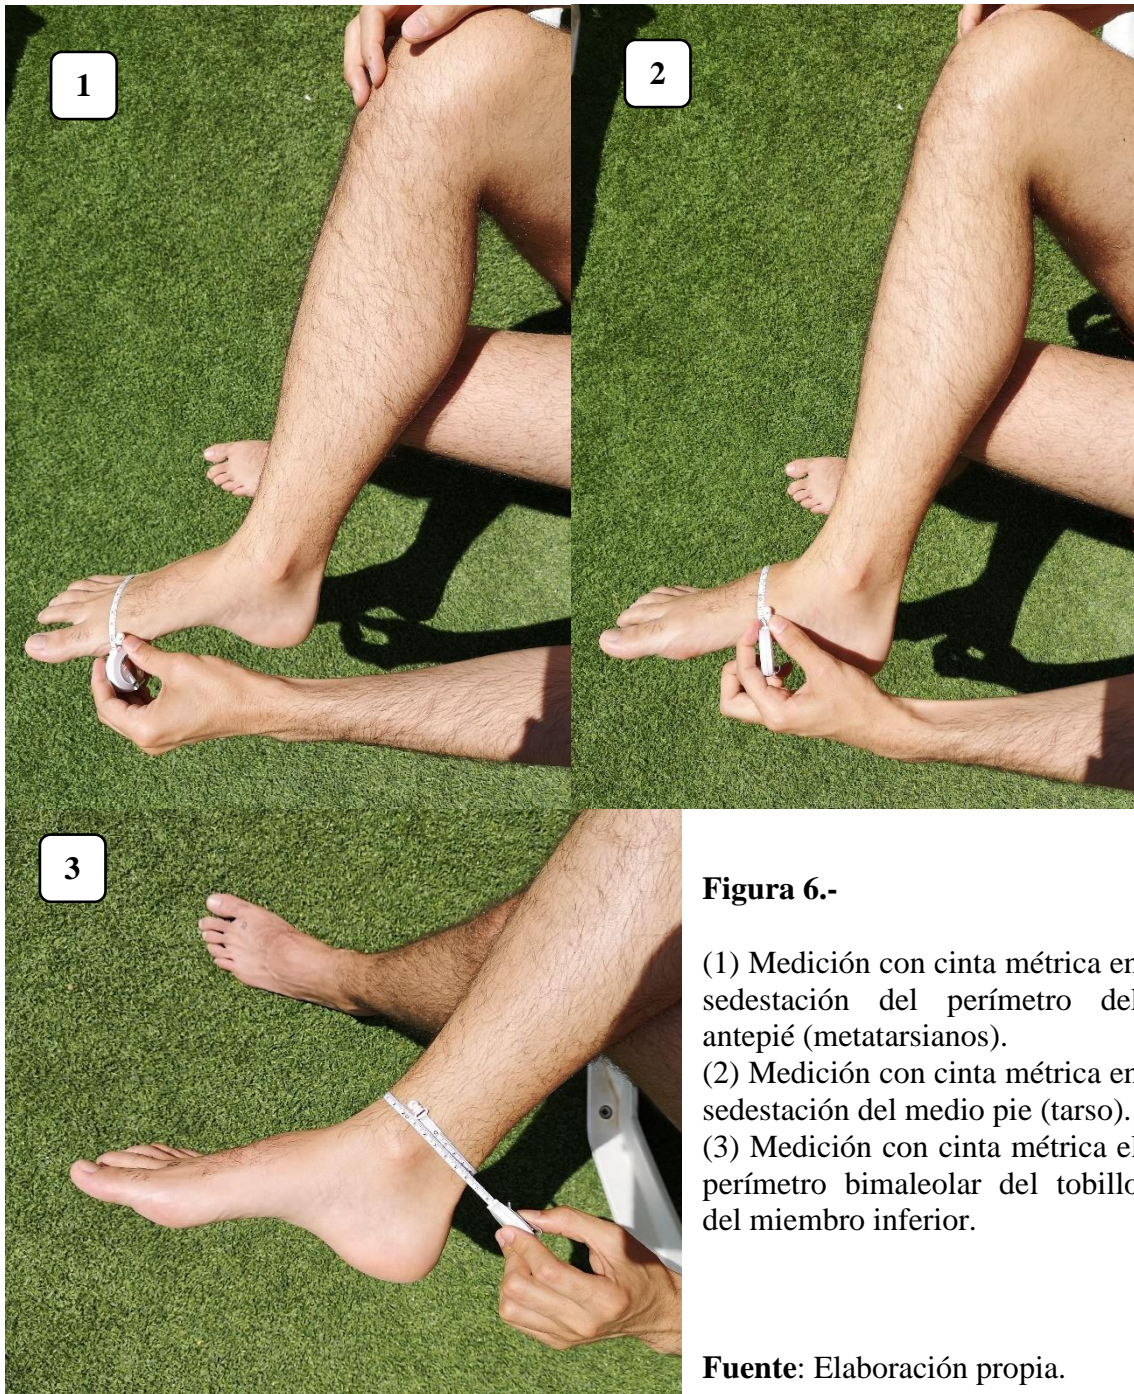 1
2
3
Figura 6.-
(1) Medición con cinta métrica en
sedestación del perímetro del
antepié (metatarsianos).
(2) Medición con cinta métrica en
sedestación del medio pie (tarso).
(3) Medición con cinta métrica el
perímetro bimaleolar del tobillo
del miembro inferior.
Fuente: Elaboración propia.